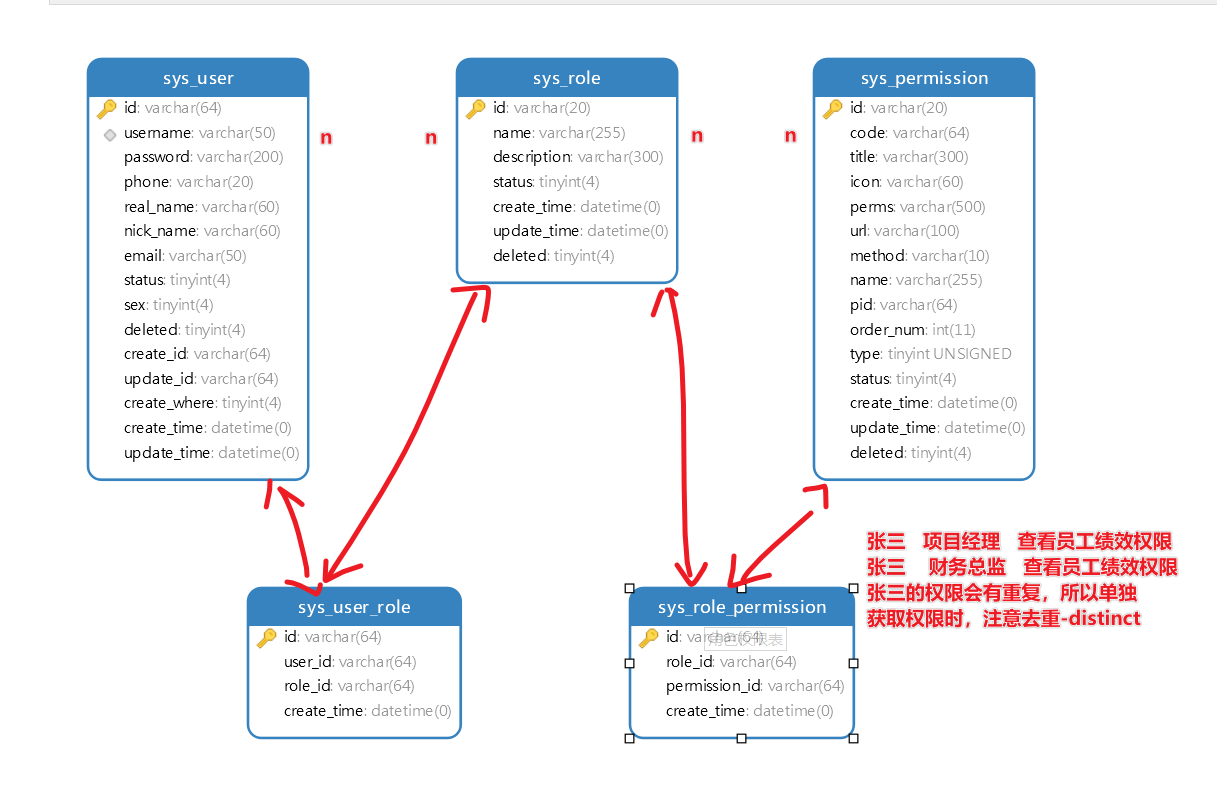 sys_user
id: varchar(64)
username: varchar(50)
password: varchar(200)
phone: varchar(20)
real_name: varchar(60)
nick_name: varchar(60)
email: varchar(50)
status: tinyint(4)
sex: tinyint(4)
deleted: tinyint(4)
create_id: varchar(64)
update_id: varchar(64)
create_where: tinyint(4)
create_time: datetime(0)
update_time: datetime(0)
n
n
sys_role
id: varchar(20)
name: varchar(255)
description: varchar(300)
status: tinyint(4)
create_time: datetime(0)
update_time: datetime(0)
deleted: tinyint(4)
n
n
sys_permission
id: varchar(20)
code: varchar(64)
title: varchar(300)
icon: varchar(60)
perms: varchar(500)
url: varchar(100)
method: varchar(10)
name: varchar(255)
pid: varchar(64)
order_num: int(11)
type: tinyint UNSIGNED
status: tinyint(4)
create_time: datetime(0)
update_time: datetime(0)
deleted: tinyint(4)
sys_user_role
id: varchar(64)
user_id: varchar(64)
role_id: varchar(64)
create_time: datetime(0)
sys_role_permission
id: varchar(64)
角色权限表
role_id: varchar(64)
permission_id: varchar(64)
create_time: datetime(0)
张三 项目经理 查看员工绩效权限
张三 财务总监 查看员工绩效权限
张三的权限会有重复，所以单独
获取权限时，注意去重-distinct